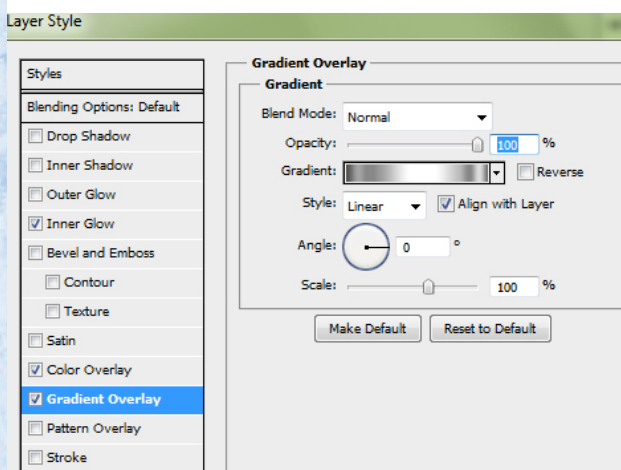 Layer Style
Styles
Blending Options: Default
Drop Shadow
Inner Shadow
Outer Glow
Inner Glow
Bevel and Emboss
Contour
Texture
Satin
Color Overlay
Gradient Overlay
Pattern Overlay
Stroke
Gradient Overlay
Gradient
Blend Mode: Normal
Opacity: 100 %
Gradient: Reverse
Style: Linear Align with Layer
Angle: 0 °
Scale: 100 %
Make Default Reset to Default